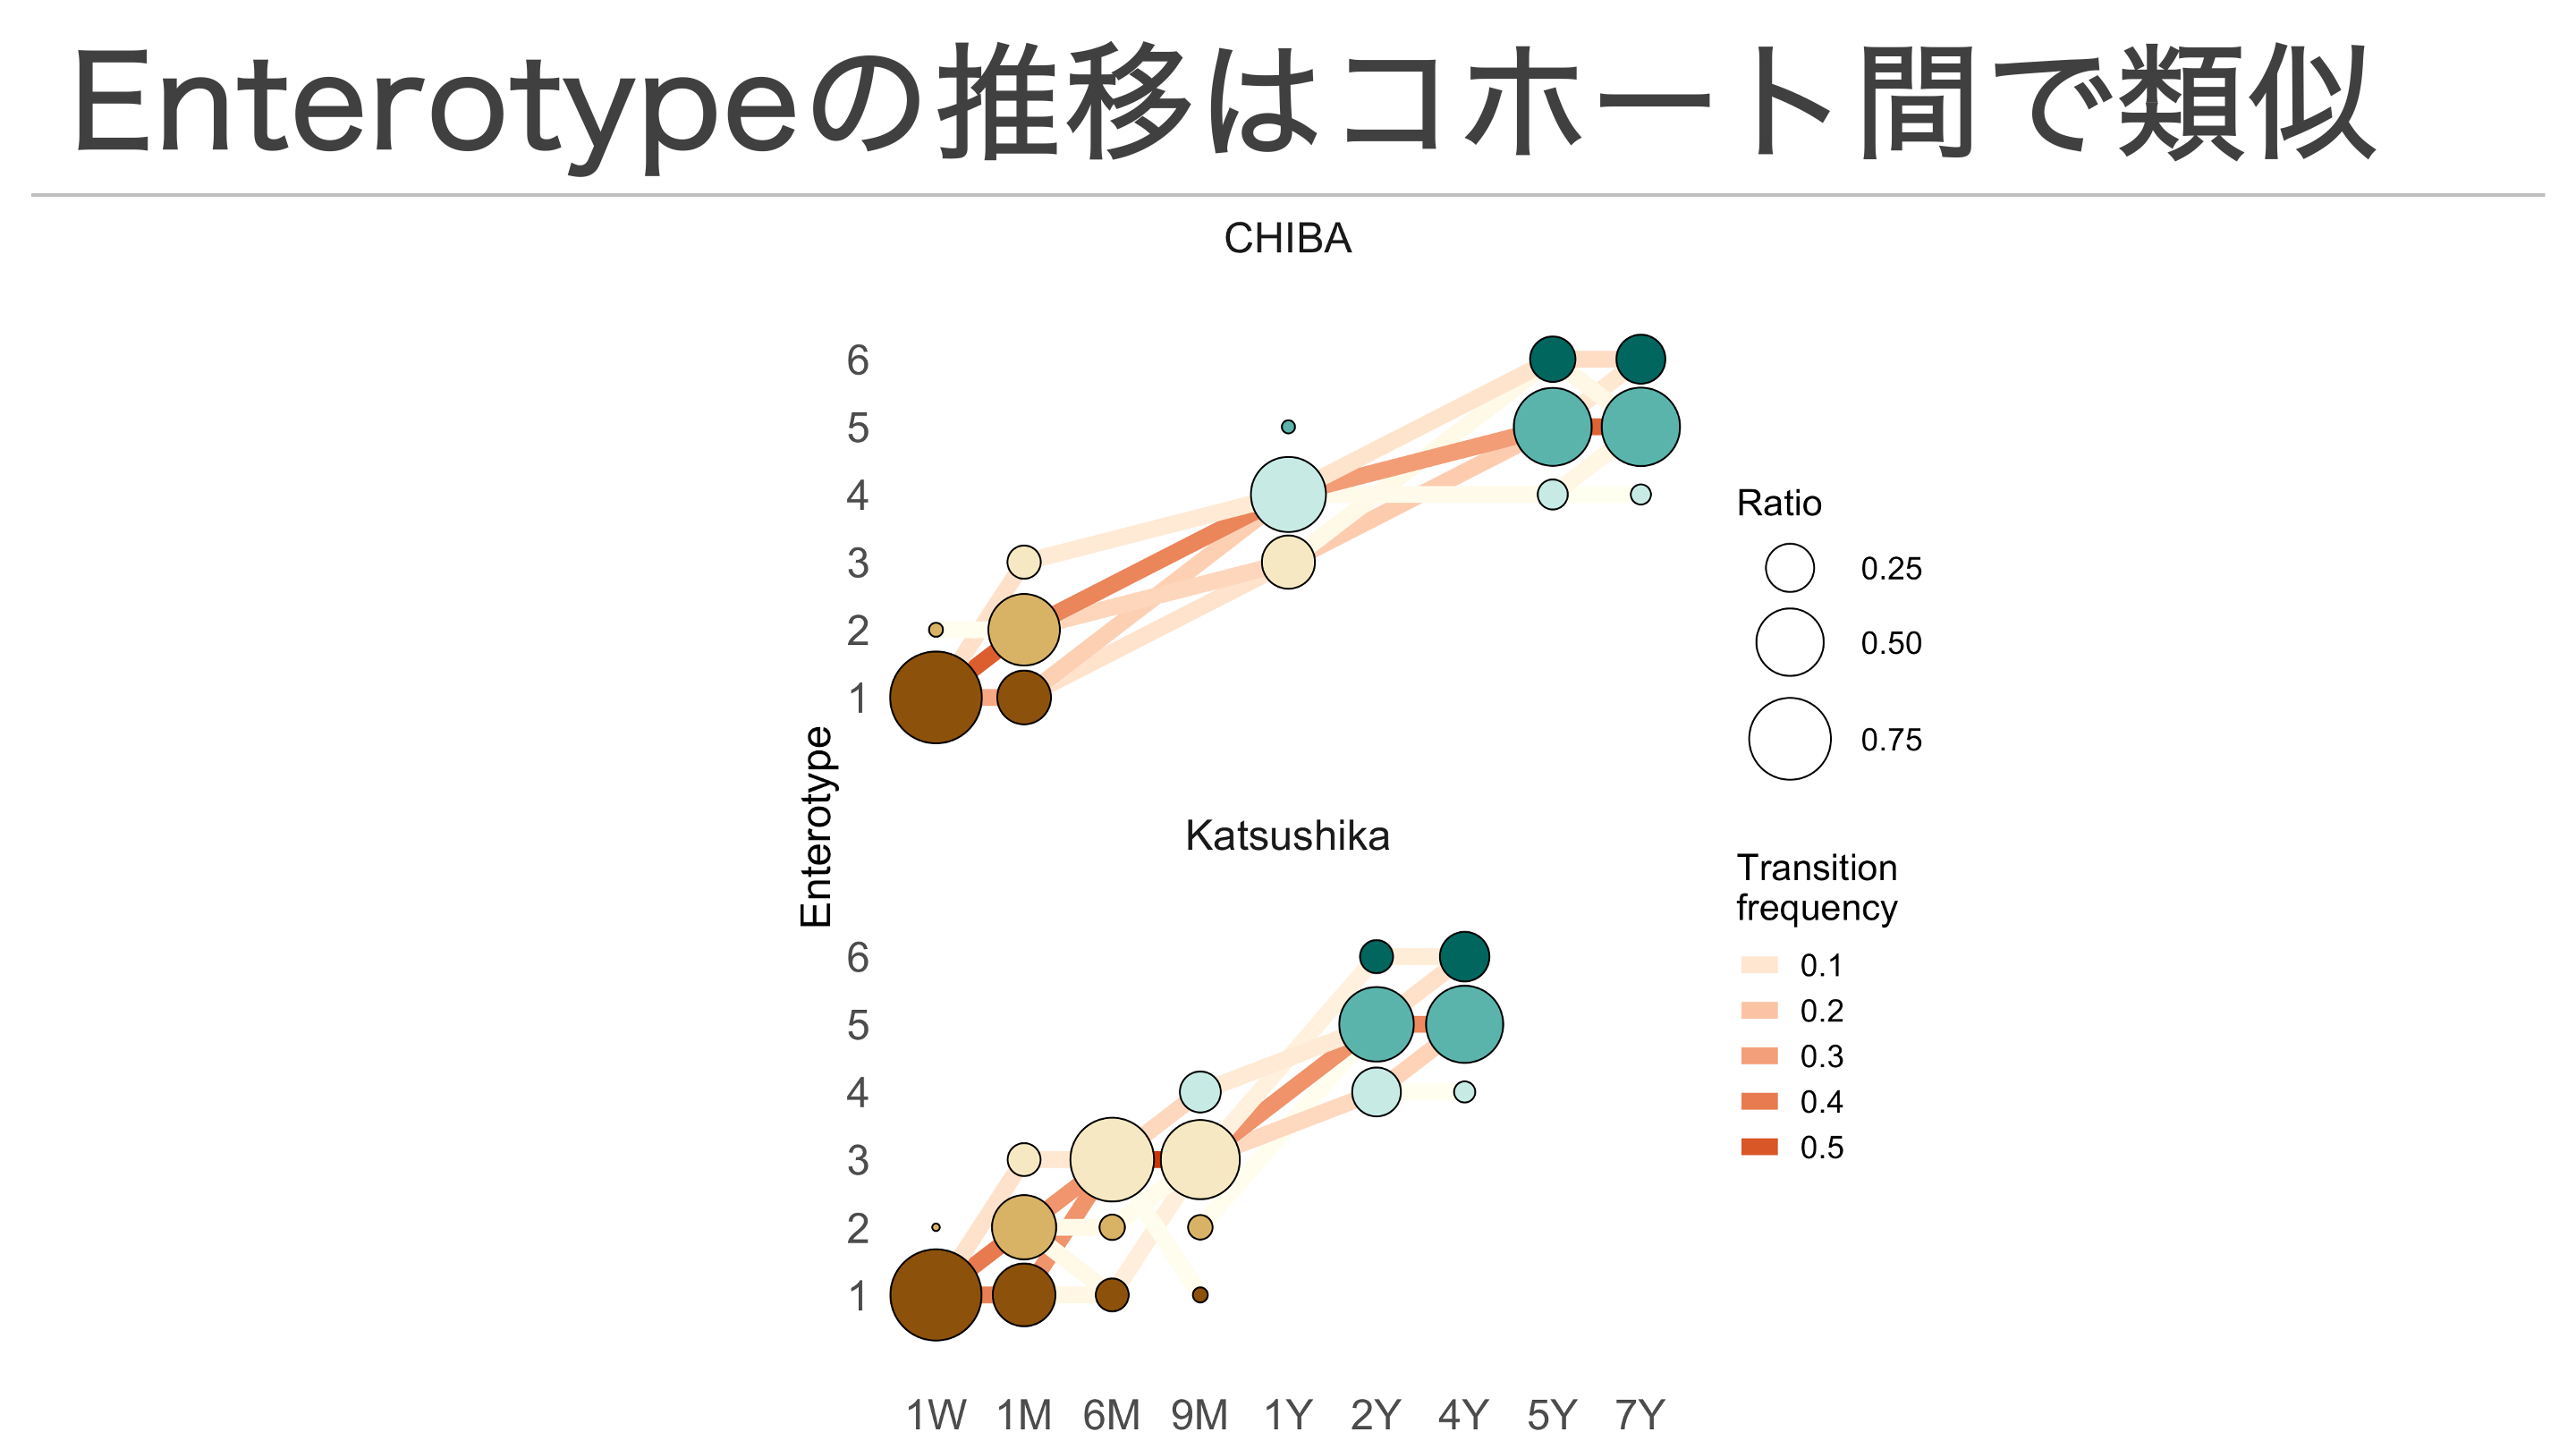 Enterotypeの推移はコホート間で類似
CHIBA
6
5
4
3
2
1
Enterotype
Katsushika
6
5
4
3
2
1
1W 1M 6M 9M 1Y 2Y 4Y 5Y 7Y
Ratio
0.25
0.50
0.75
Transition
frequency
0.1
0.2
0.3
0.4
0.5